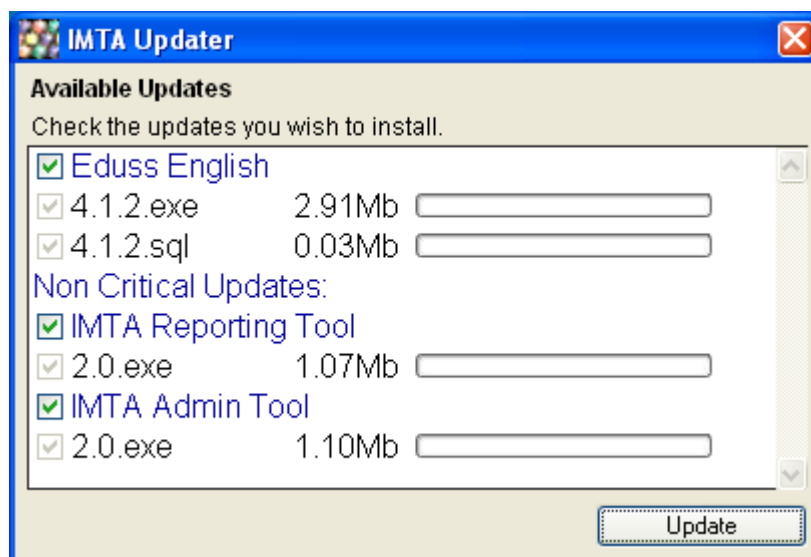 IMTA Updater
Available Updates
Check the updates you wish to install.
Eduss English
4.1.2.exe 2.91Mb
4.1.2.sql 0.03Mb
Non Critical Updates:
IMTA Reporting Tool
2.0.exe 1.07Mb
IMTA Admin Tool
2.0.exe 1.10Mb
Update